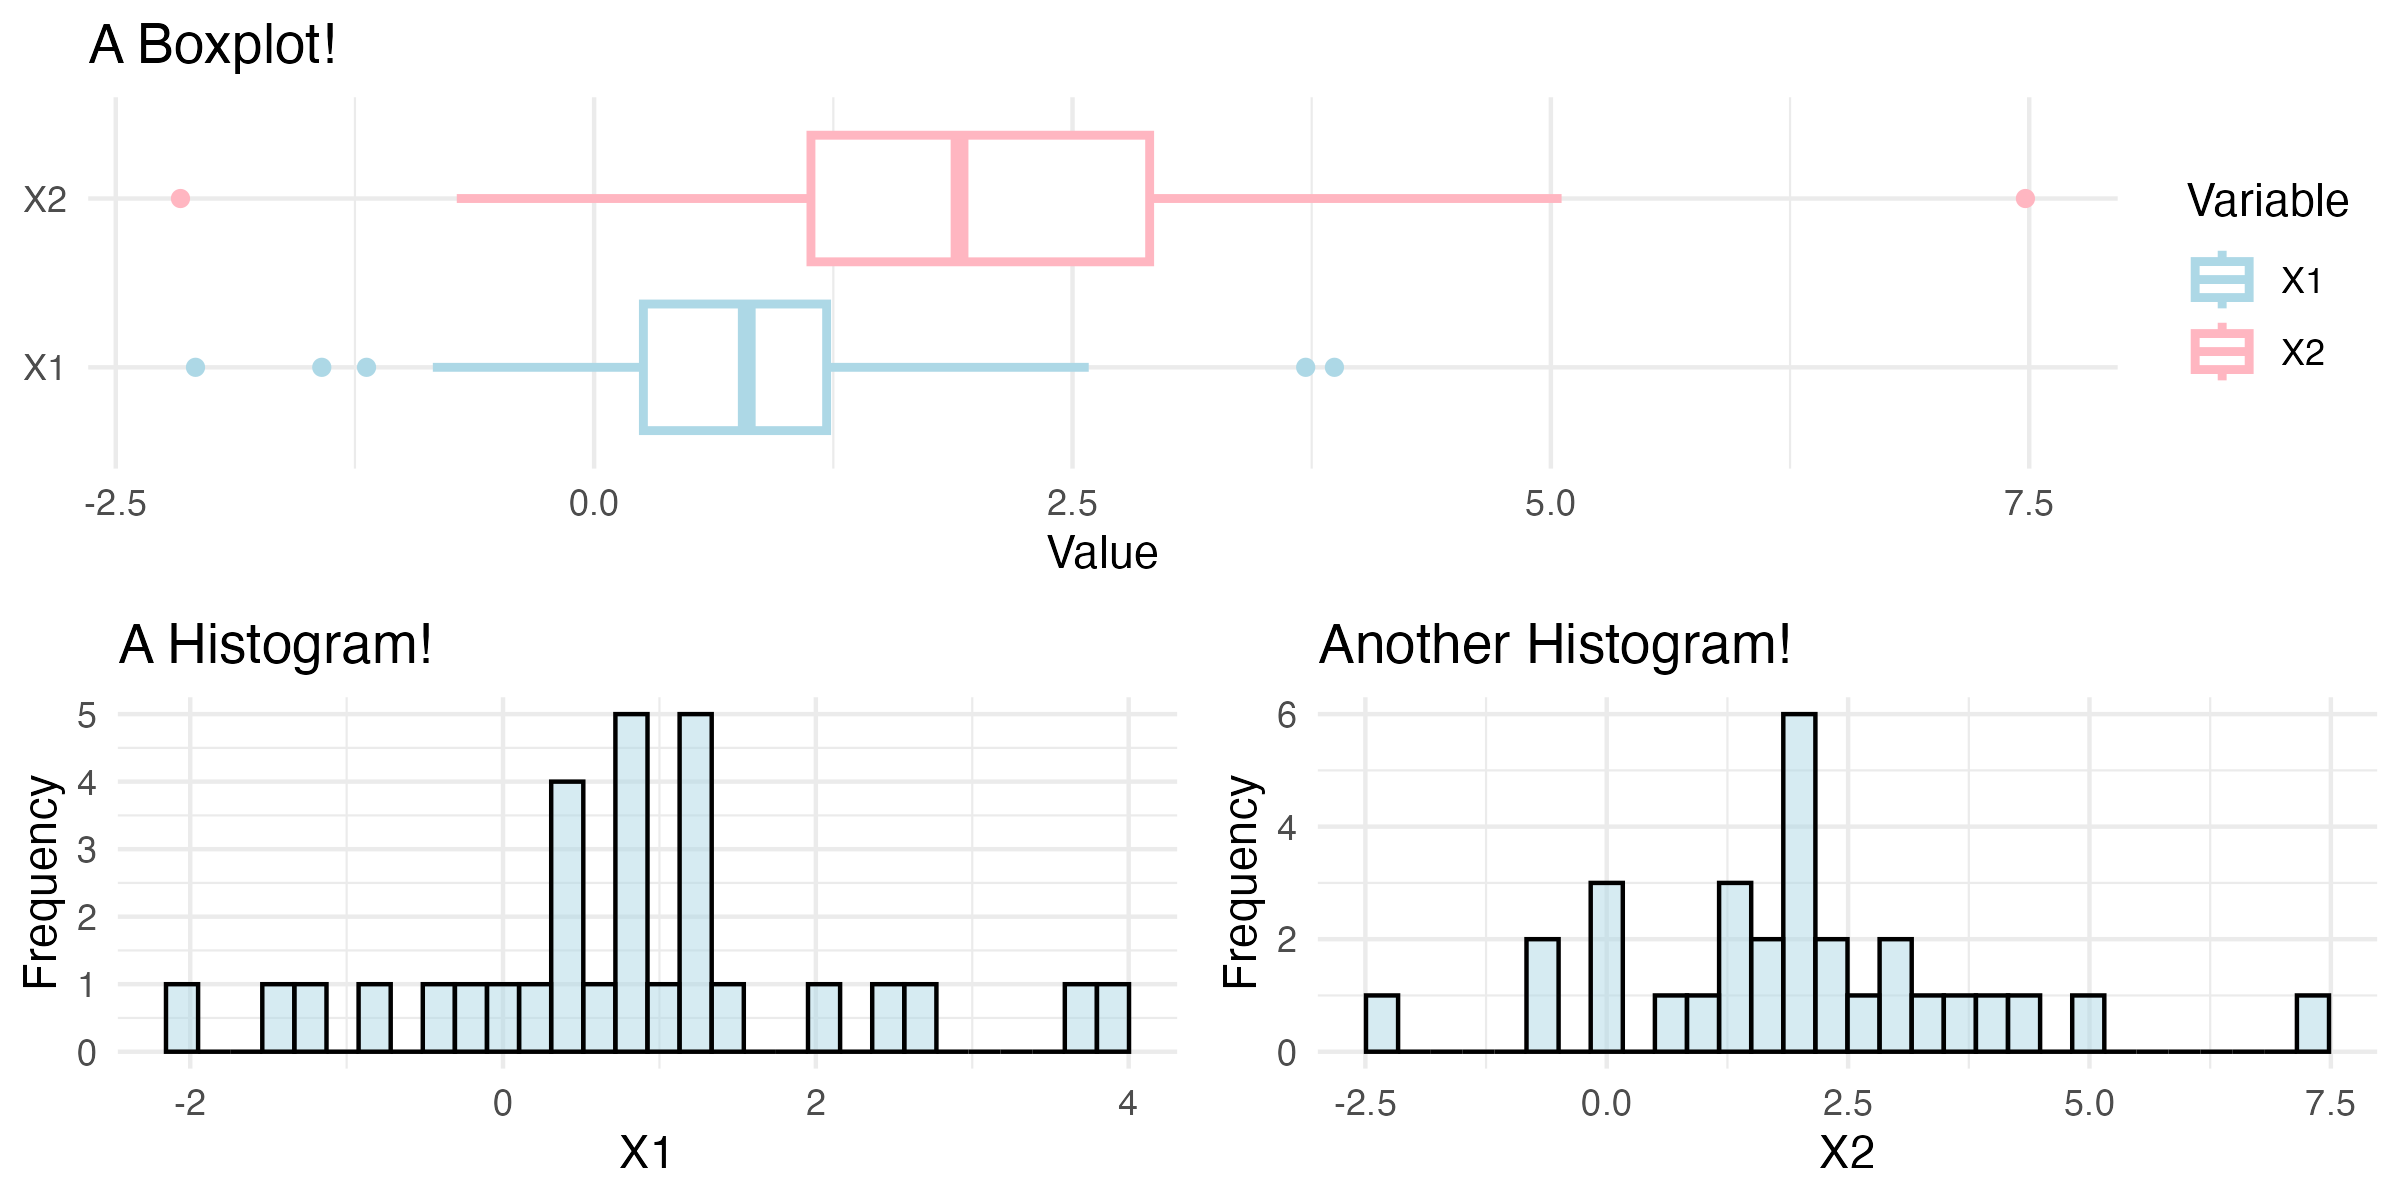 A Boxplot!
X2
X1
-2.5 0.0 2.5 5.0 7.5
Value
Variable
X1
X2
A Histogram!
Frequency
5
4
3
2
1
0
-2 0 2 4
X1
Another Histogram!
Frequency
6
4
2
0
-2.5 0.0 2.5 5.0 7.5
X2